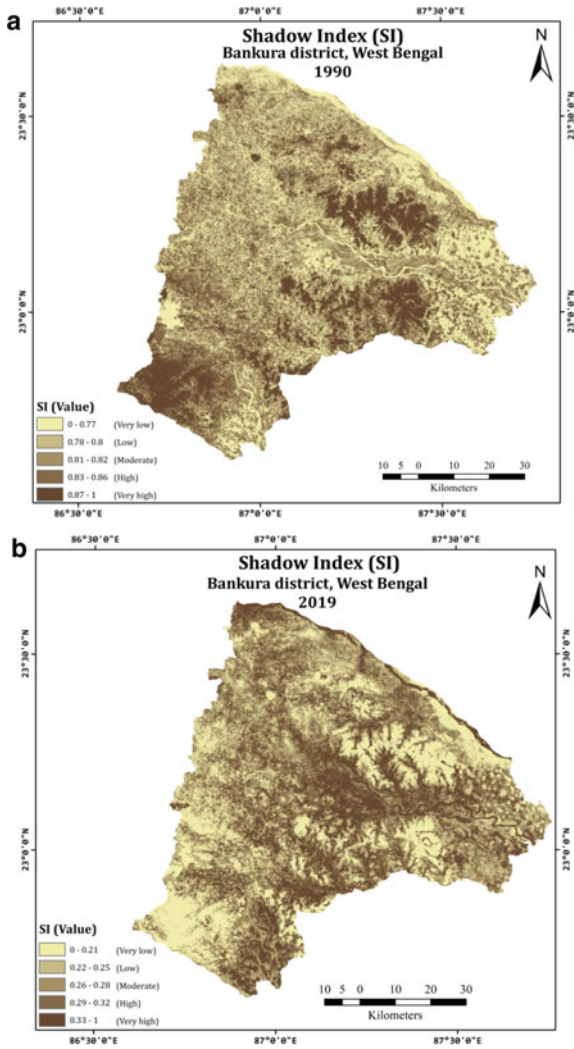 a
86°30'0"E 87°0'0"E 87°30'0"E
Shadow Index (SI)
Bankura district, West Bengal
1990
N
23°30'0"N 23°30'0"N
23°0'0"N 23°0'0"N
SI (Value)
0 - 0.77 (Very low)
0.78 - 0.8 (Low)
0.81 - 0.82 (Moderate)
0.83 - 0.86 (High)
0.87 - 1 (Very high)
10 5 0 10 20 30
Kilometers
86°30'0"E 87°0'0"E 87°30'0"E
b
86°30'0"E 87°0'0"E 87°30'0"E
Shadow Index (SI)
Bankura district, West Bengal
2019
N
23°30'0"N 23°30'0"N
23°0'0"N 23°0'0"N
SI (Value)
0 - 0.21 (Very low)
0.22 - 0.25 (Low)
0.26 - 0.28 (Moderate)
0.29 - 0.32 (High)
0.33 - 1 (Very high)
10 5 0 10 20 30
Kilometers
86°30'0"E 87°0'0"E 87°30'0"E